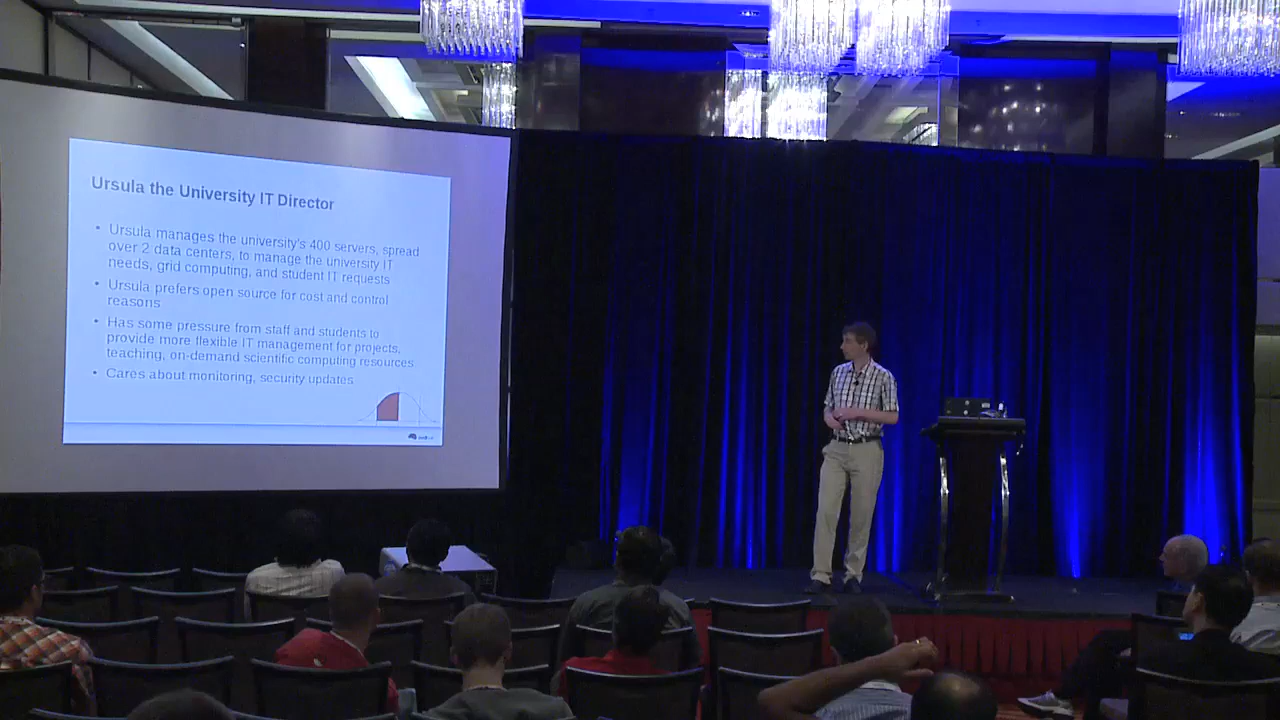 Ursula the University IT Director
• Ursula manages the university's 400 servers, spread
over 2 data centers, to manage the university IT
needs, grid computing, and student IT requests
• Ursula prefers open source for cost and control
reasons
• Has some pressure from staff and students to
provide more flexible IT management for projects,
teaching, on-demand scientific computing resources
• Cares about monitoring, security updates